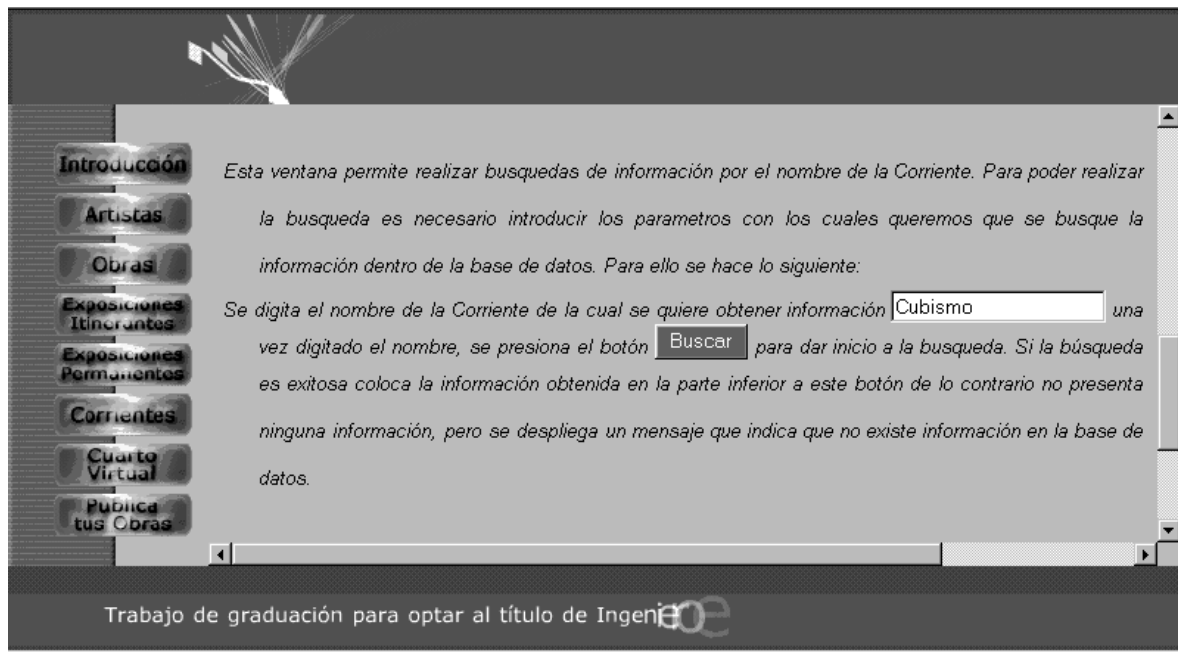 Introducción
Artistas
Obras
Exposiciones
Itinerantes
Exposiciones
Permanentes
Corrientes
Cuarto
Virtual
Publica
tus Obras
Esta ventana permite realizar busquedas de información por el nombre de la Corriente. Para poder realizar
la busqueda es necesario introducir los parametros con los cuales queremos que se busque la
información dentro de la base de datos. Para ello se hace lo siguiente:
Se digita el nombre de la Corriente de la cual se quiere obtener información Cubismo una
vez digitado el nombre, se presiona el botón Buscar para dar inicio a la busqueda. Si la búsqueda
es exitosa coloca la información obtenida en la parte inferior a este botón de lo contrario no presenta
ninguna información, pero se despliega un mensaje que indica que no existe información en la base de
datos.
Trabajo de graduación para optar al título de Ingeniero